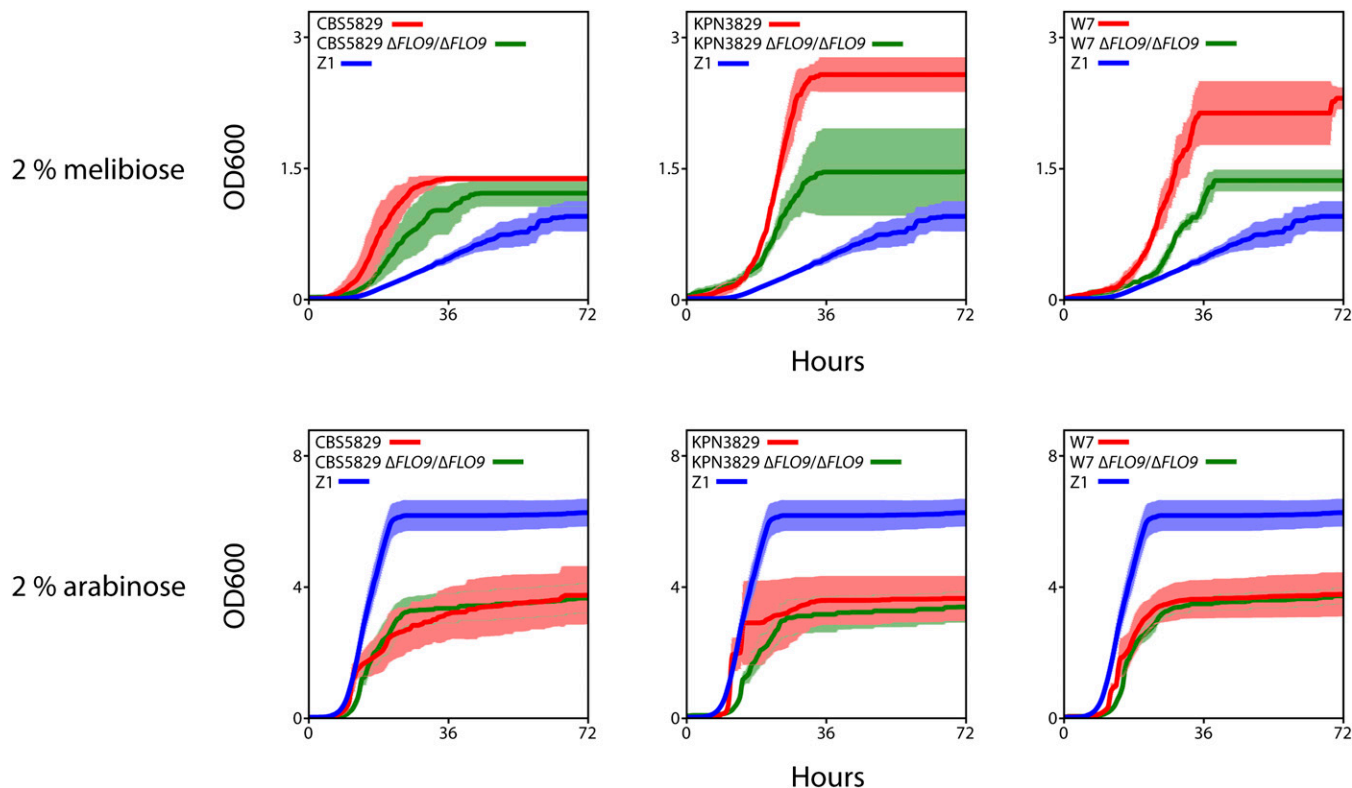 2 % melibiose
OD600
3
1.5
0
CBS5829
CBS5829 ΔFLO9/ΔFLO9
Z1
0 36 72
3
1.5
0
KPN3829
KPN3829 ΔFLO9/ΔFLO9
Z1
0 36 72
3
1.5
0
W7
W7 ΔFLO9/ΔFLO9
Z1
0 36 72
Hours
2 % arabinose
OD600
8
4
0
CBS5829
CBS5829 ΔFLO9/ΔFLO9
Z1
0 36 72
8
4
0
KPN3829
KPN3829 ΔFLO9/ΔFLO9
Z1
0 36 72
8
4
0
W7
W7 ΔFLO9/ΔFLO9
Z1
0 36 72
Hours